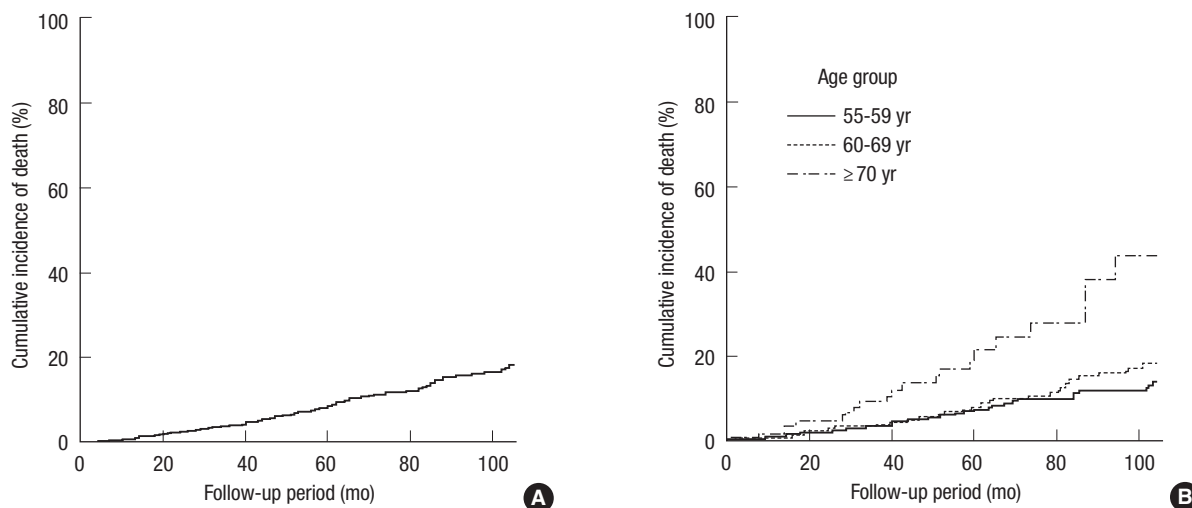 100
80
60
40
20
0
Cumulative incidence of death (%)
0 20 40 60 80 100
Follow-up period (mo)
A
100
80
60
40
20
0
Cumulative incidence of death (%)
Age group
55-59 yr
60-69 yr
≥ 70 yr
0 20 40 60 80 100
Follow-up period (mo)
B